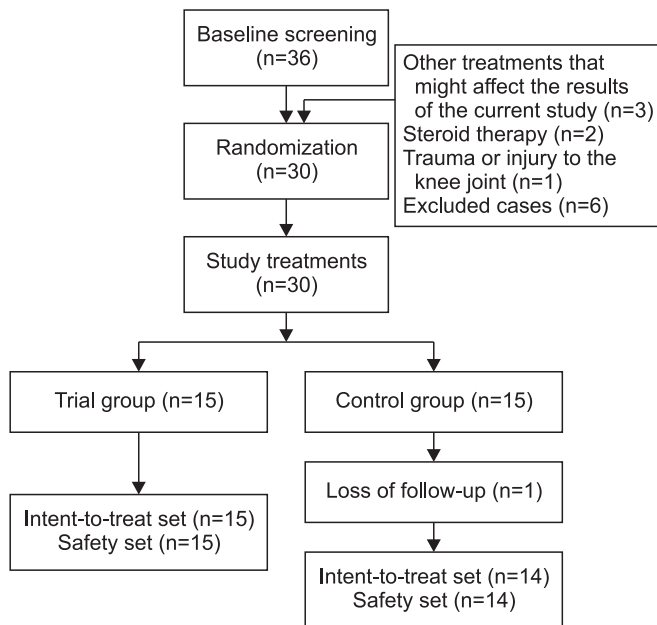 Baseline screening
(n=36)
Other treatments that
might affect the results
of the current study (n=3)
Steroid therapy (n=2)
Trauma or injury to the
knee joint (n=1)
Excluded cases (n=6)
Randomization
(n=30)
Study treatments
(n=30)
Trial group (n=15)
Control group (n=15)
Loss of follow-up (n=1)
Intent-to-treat set (n=15)
Safety set (n=15)
Intent-to-treat set (n=14)
Safety set (n=14)